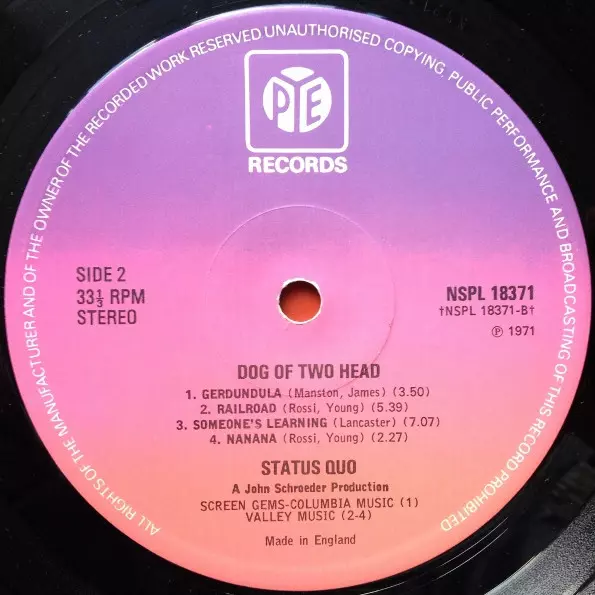 ALL RIGHTS OF THE MANUFACTURER AND OF THE OWNER OF THE RECORDED WORK RESERVED UNAUTHORISED COPYING, PUBLIC PERFORMANCE AND BROADCASTING OF THIS RECORD PROHIBITED
PYE
RECORDS
SIDE 2
33⅓ RPM
STEREO
NSPL 18371
†NSPL 18371-B†
℗ 1971
DOG OF TWO HEAD
1. GERDUNDULA (Manston, James) (3.50)
2. RAILROAD (Rossi, Young) (5.39)
3. SOMEONE'S LEARNING (Lancaster) (7.07)
4. NANANA (Rossi, Young) (2.27)
STATUS QUO
A John Schroeder Production
SCREEN GEMS-COLUMBIA MUSIC (1)
VALLEY MUSIC (2-4)
Made in England